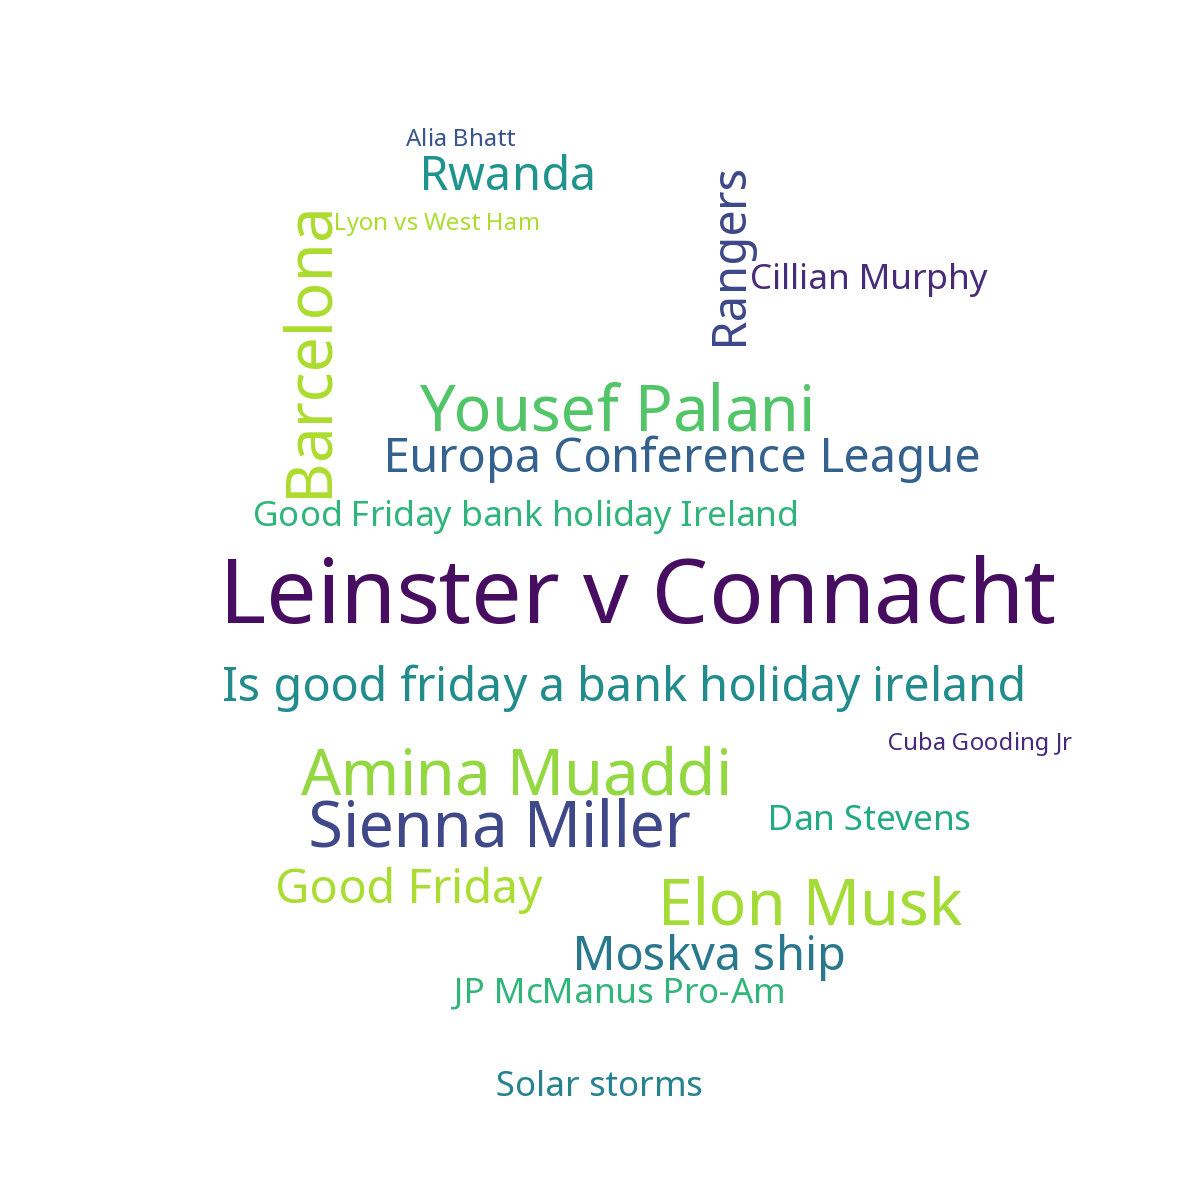 Alia Bhatt
Rwanda
Rangers
Lyon vs West Ham
Barcelona
Cillian Murphy
Yousef Palani
Europa Conference League
Good Friday bank holiday Ireland
Leinster v Connacht
Is good friday a bank holiday ireland
Cuba Gooding Jr
Amina Muaddi
Sienna Miller
Dan Stevens
Good Friday
Elon Musk
Moskva ship
JP McManus Pro-Am
Solar storms